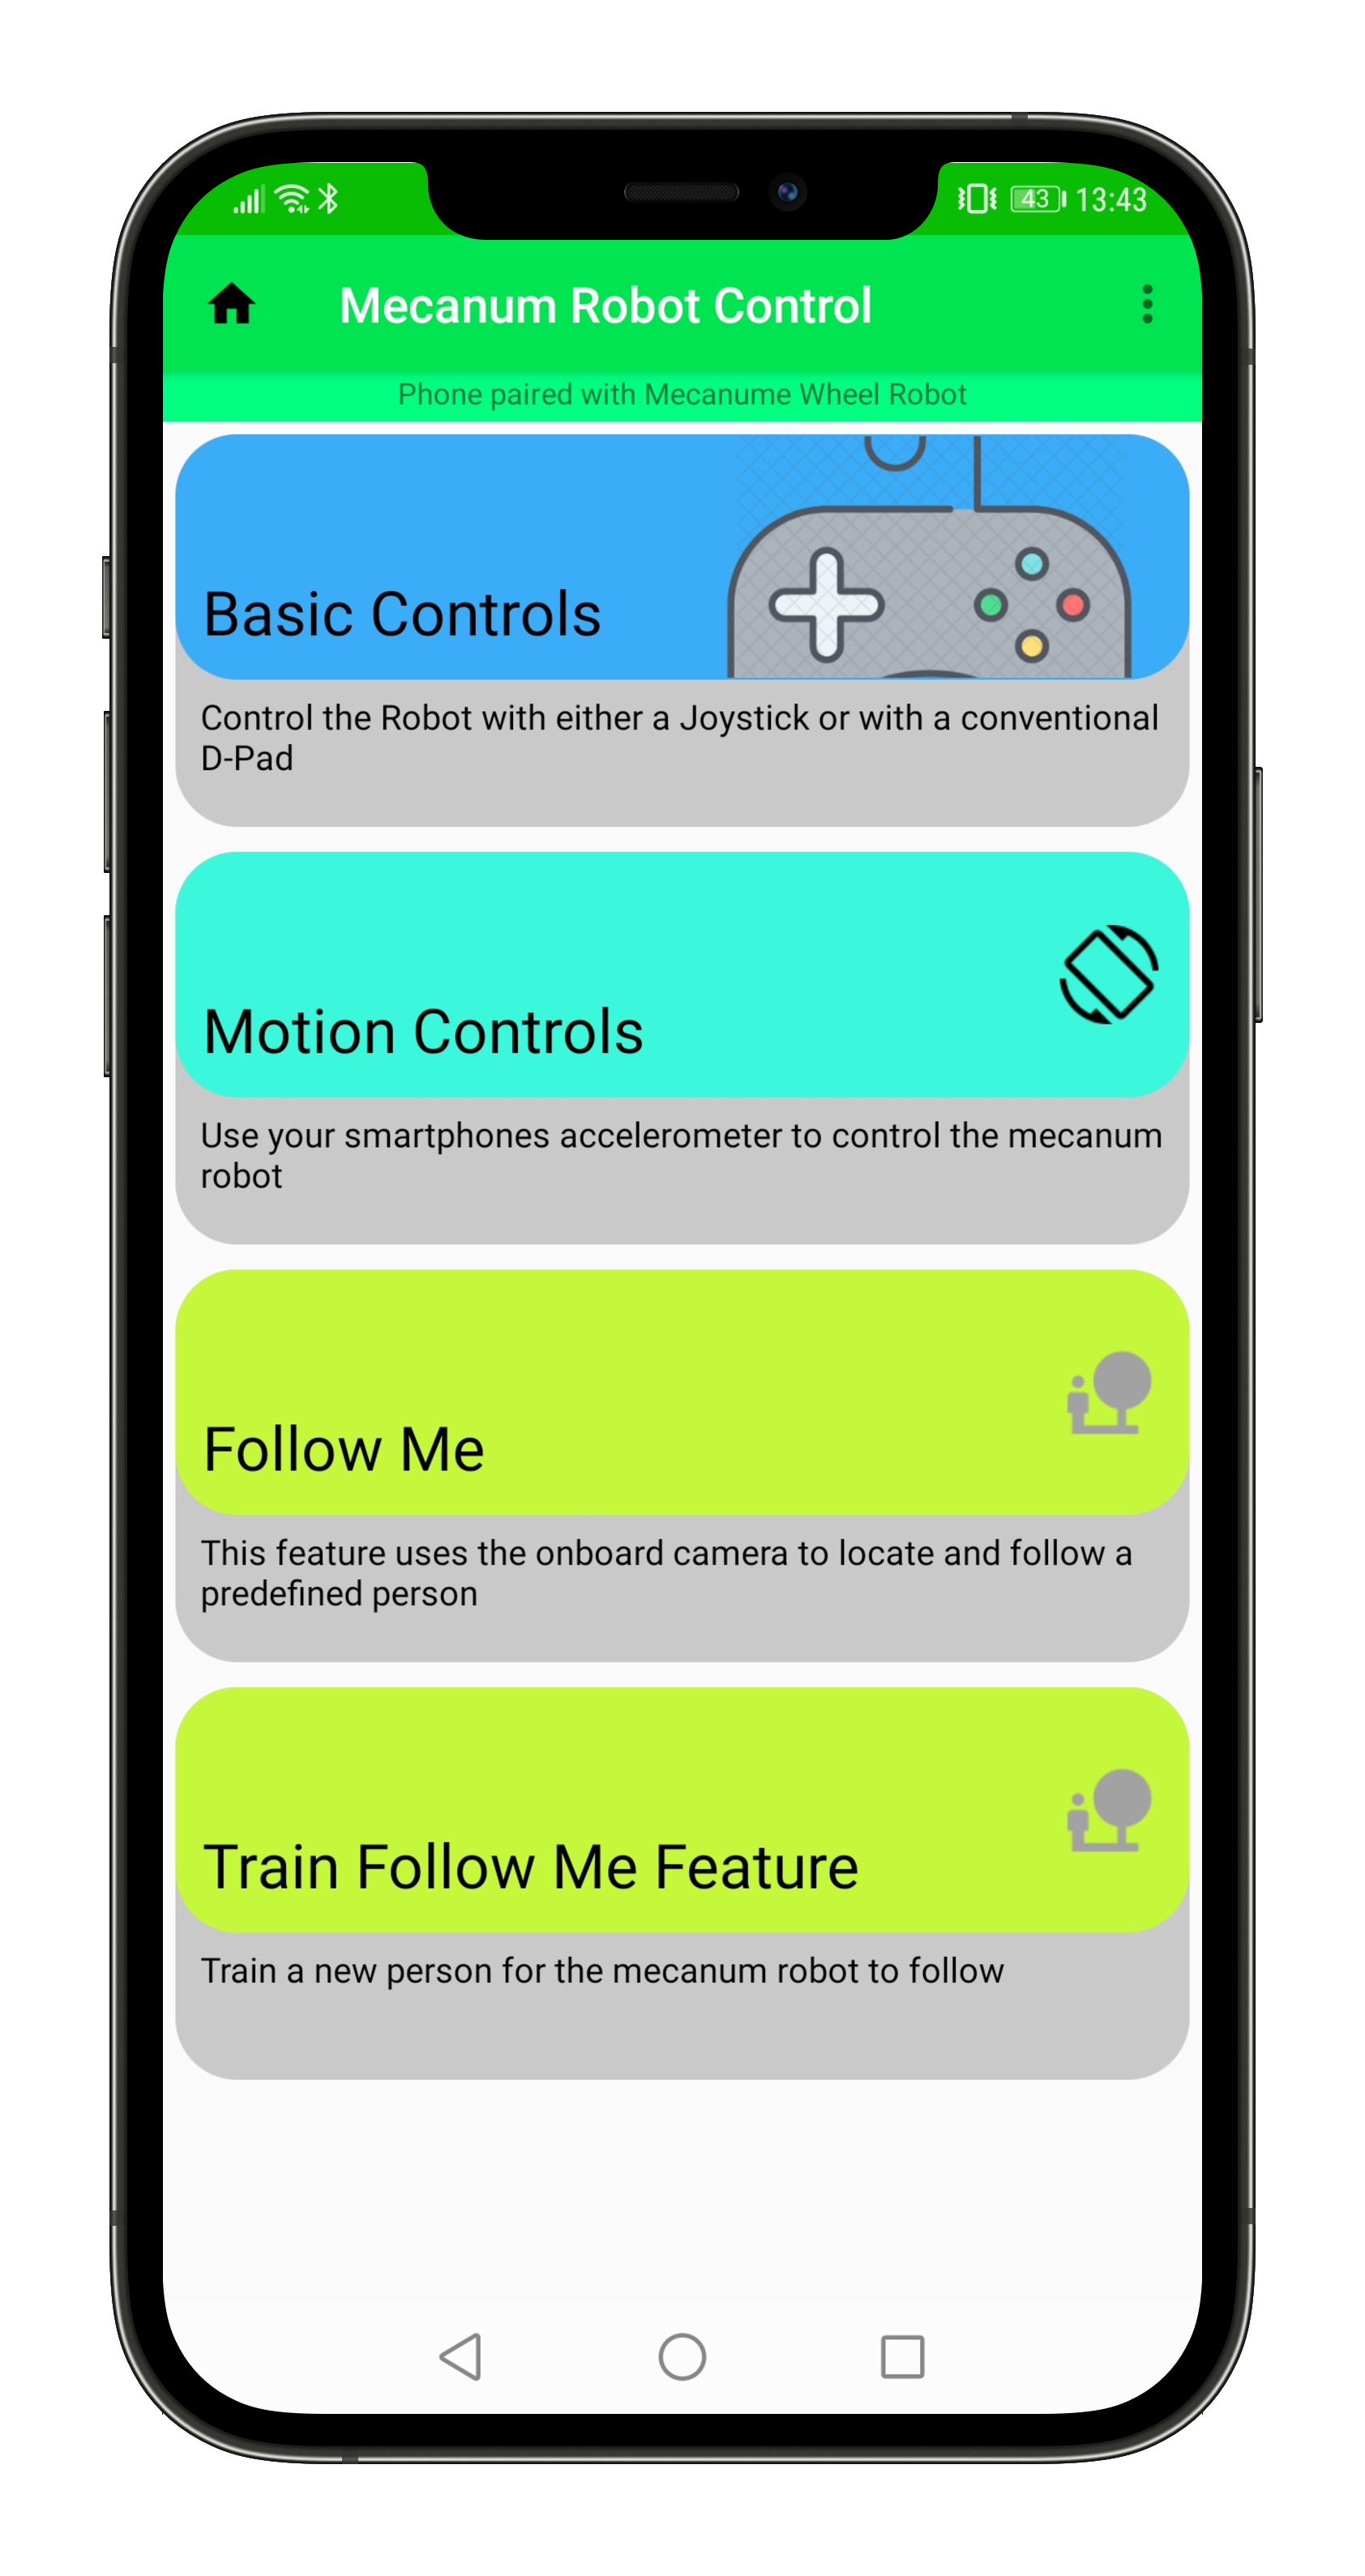 43 13:43
Mecanum Robot Control
Phone paired with Mecanume Wheel Robot
Basic Controls
Control the Robot with either a Joystick or with a conventional
D-Pad
Motion Controls
Use your smartphones accelerometer to control the mecanum
robot
Follow Me
This feature uses the onboard camera to locate and follow a
predefined person
Train Follow Me Feature
Train a new person for the mecanum robot to follow